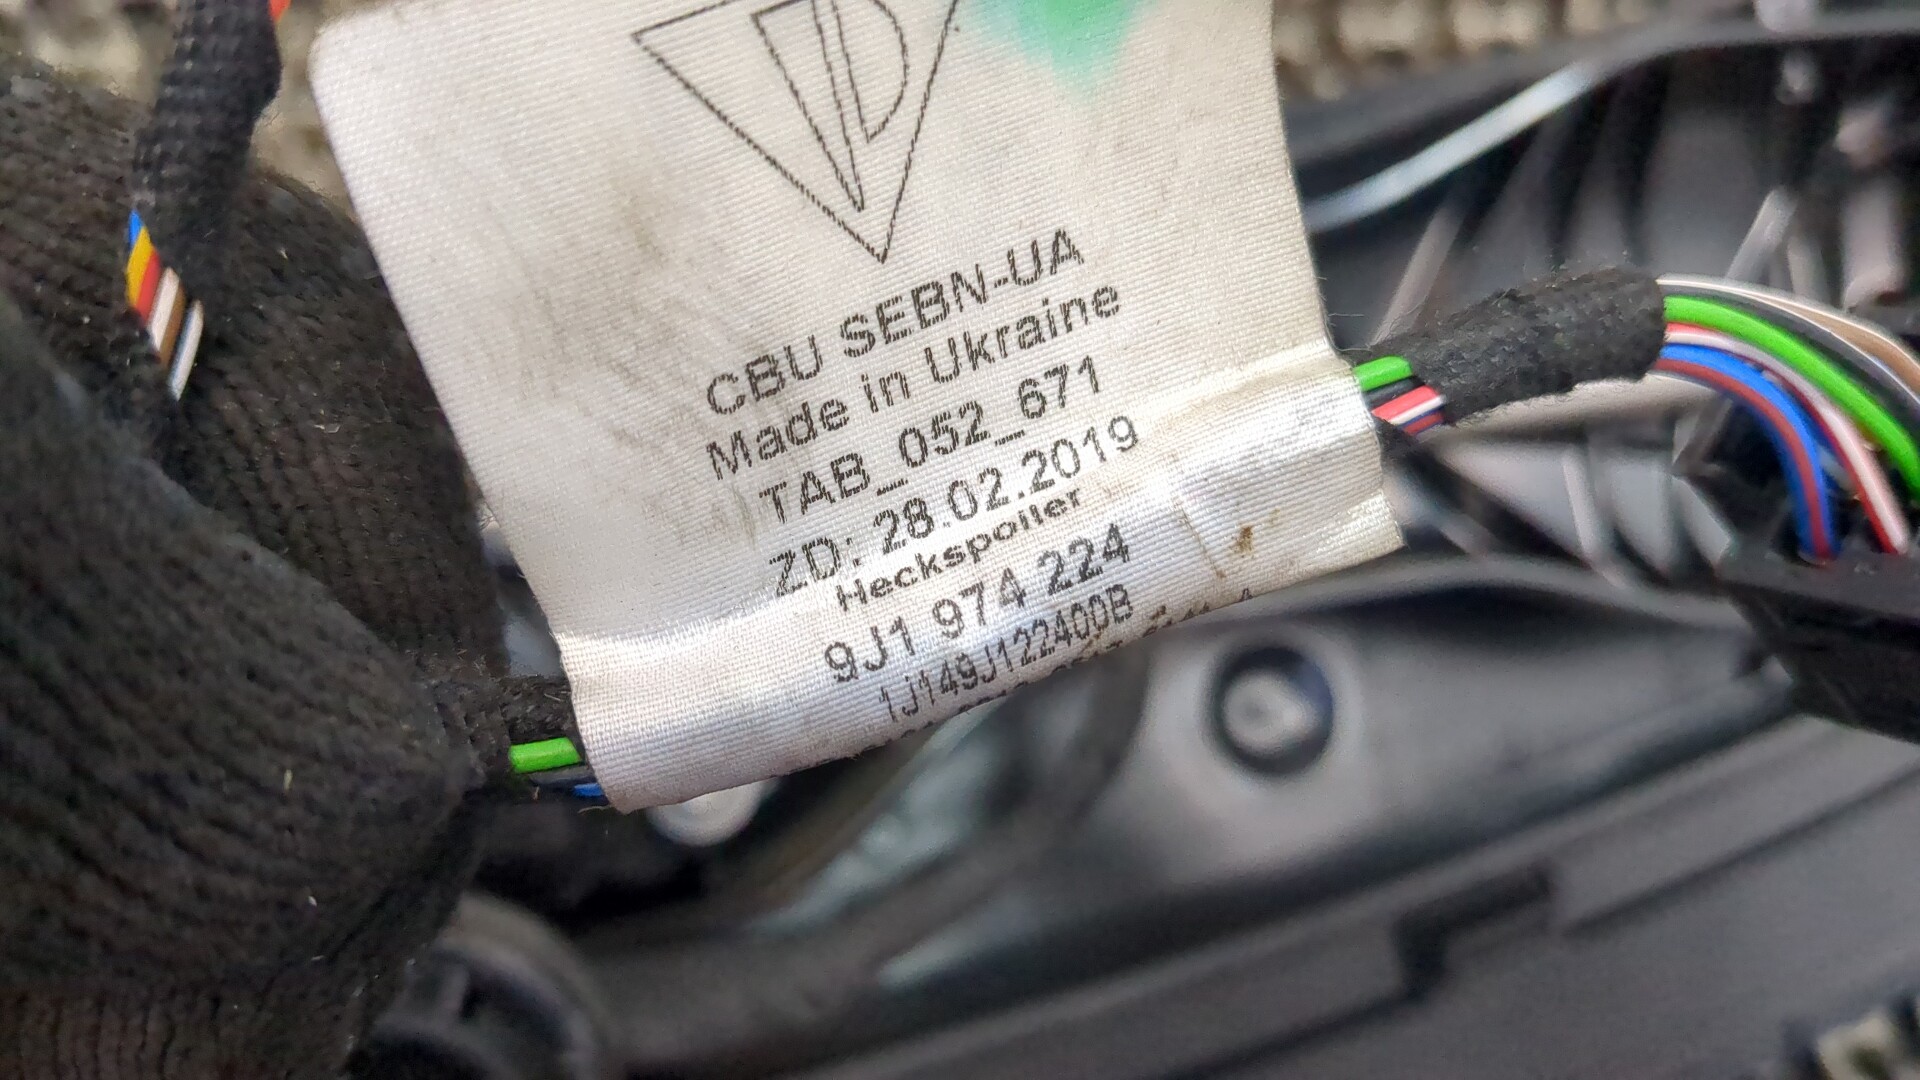 CBU SEBN-UA
Made in Ukraine
TAB_052_671
ZD: 28.02.2019
Heckspoiler
9J1 974 224
1J149J122400B